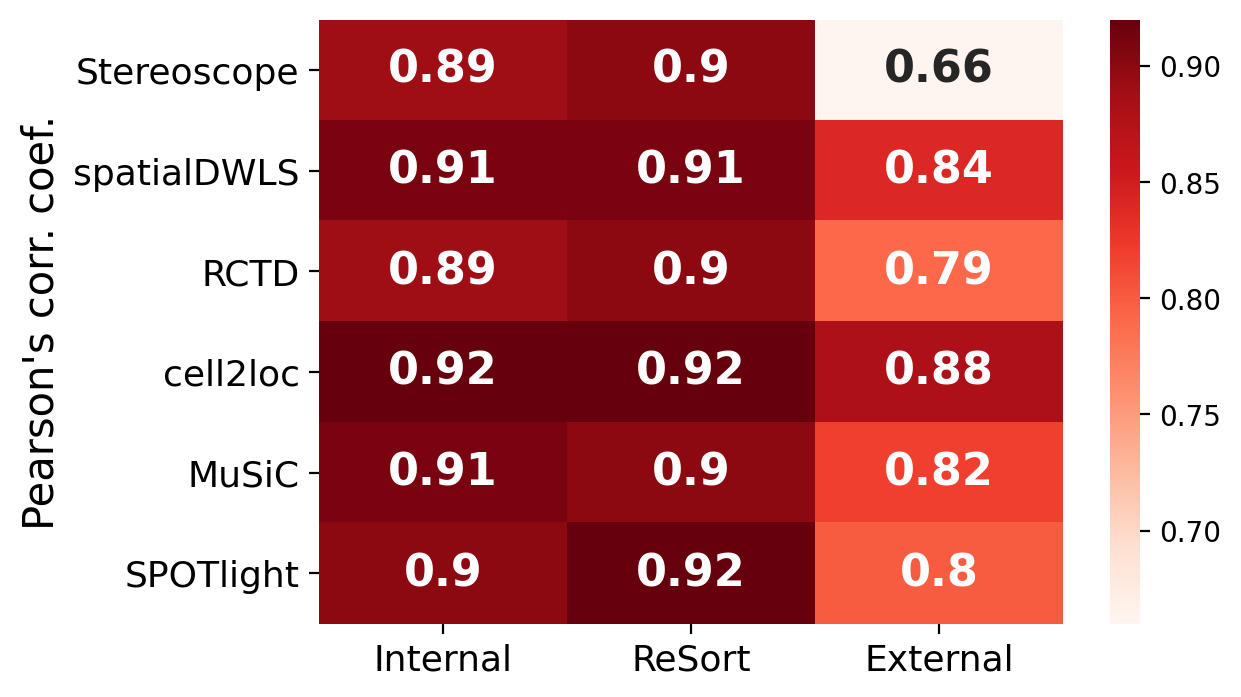 Pearson's corr. coef.
Stereoscope 0.89 0.9 0.66
spatialDWLS 0.91 0.91 0.84
RCTD 0.89 0.9 0.79
cell2loc 0.92 0.92 0.88
MuSiC 0.91 0.9 0.82
SPOTlight 0.9 0.92 0.8
Internal ReSort External
0.90
0.85
0.80
0.75
0.70